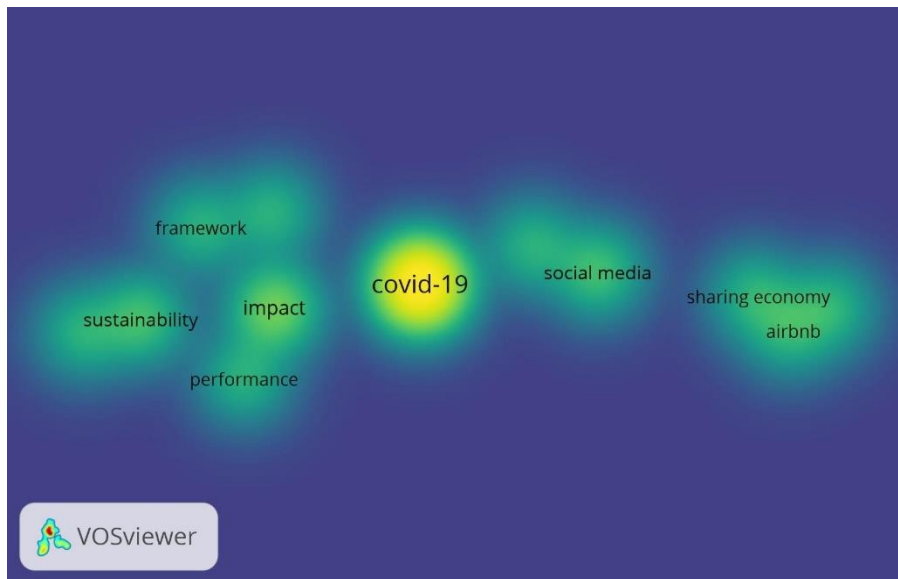 framework
covid-19
social media
sharing economy
impact
sustainability
airbnb
performance
VOSviewer